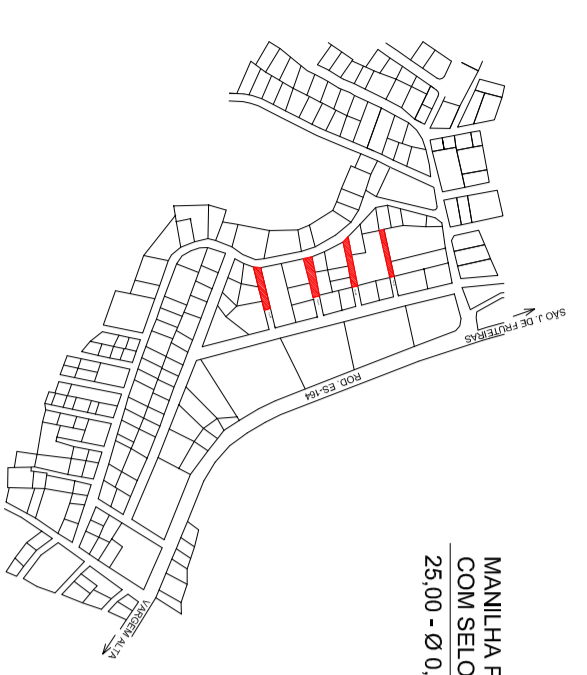 SÃO J. DE FRUTEIRAS
ROD. ES-164
VARGEM ALTA
MANILHA
COM SELO
25,00 - Ø 0,